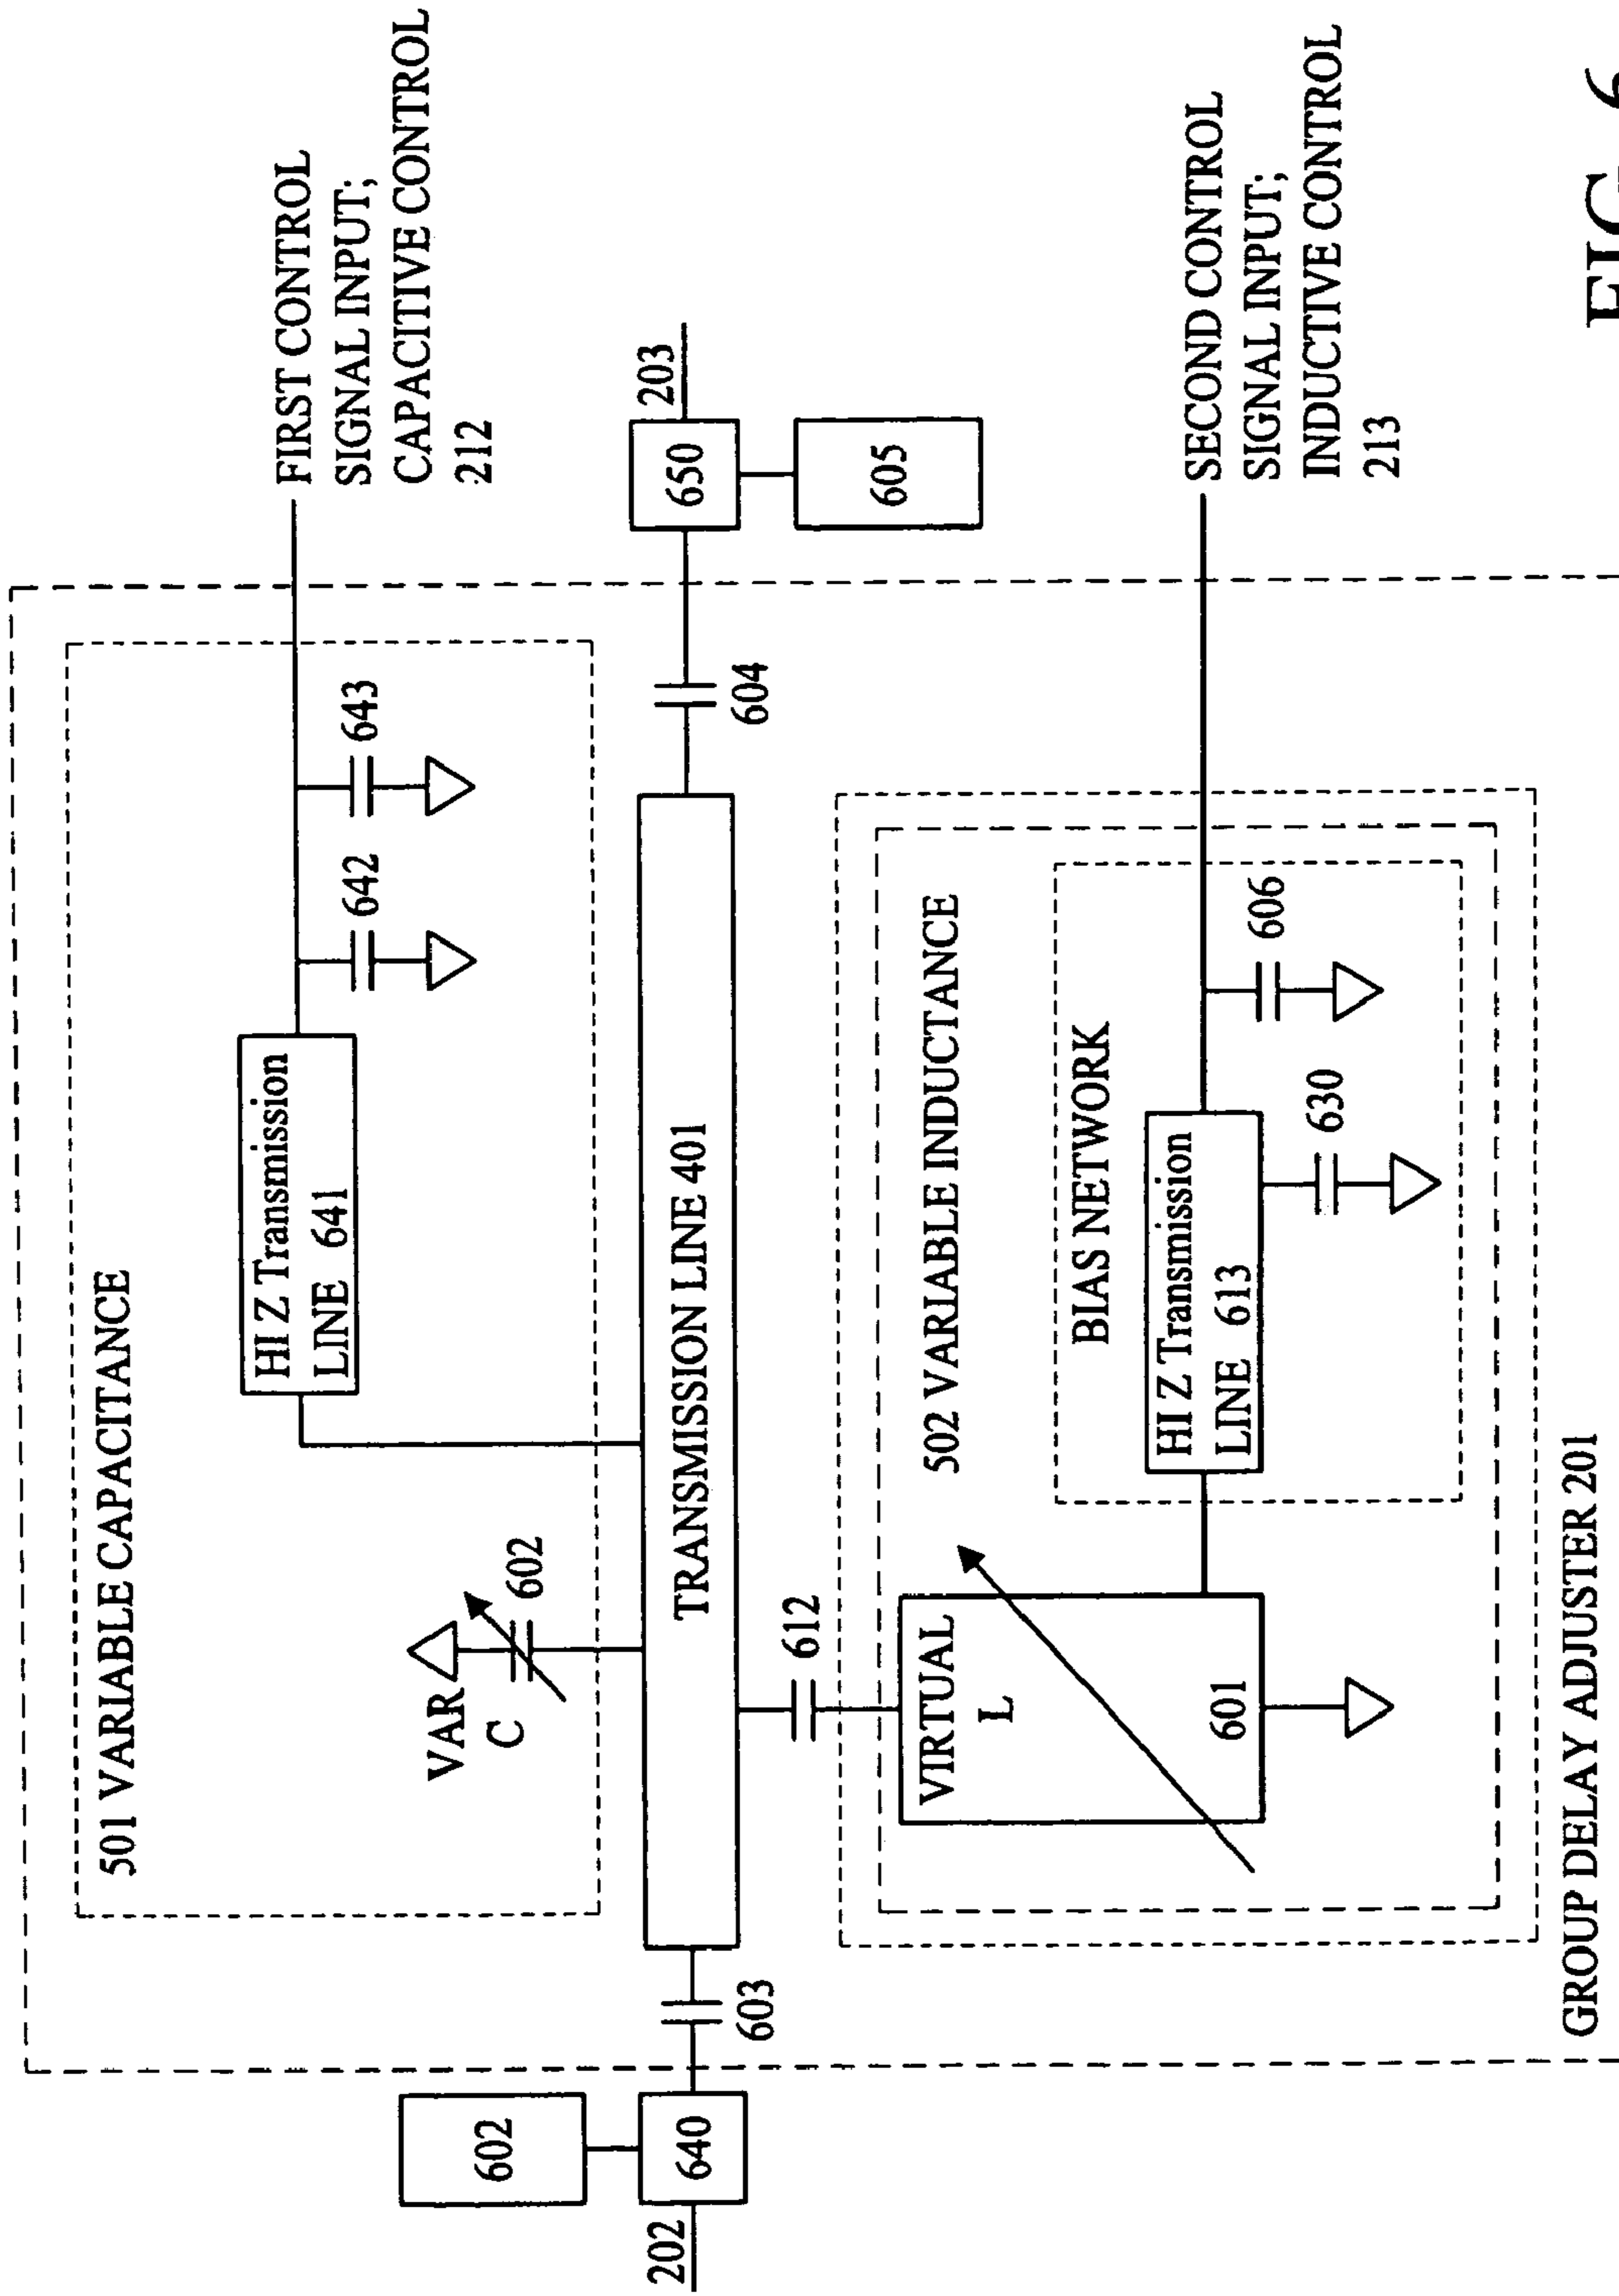 501 VARIABLE CAPACITANCE
HI Z Transmission
LINE 641
642
643
FIRST CONTROL
SIGNAL INPUT;
CAPACITIVE CONTROL
212
VAR
C
602
602
640
202
603
TRANSMISSION LINE 401
604
650
203
605
612
502 VARIABLE INDUCTANCE
VIRTUAL
L
601
BIAS NETWORK
HI Z Transmission
LINE 613
630
606
SECOND CONTROL
SIGNAL INPUT;
INDUCTIVE CONTROL
213
GROUP DELAY ADJUSTER 201
FIG. 6